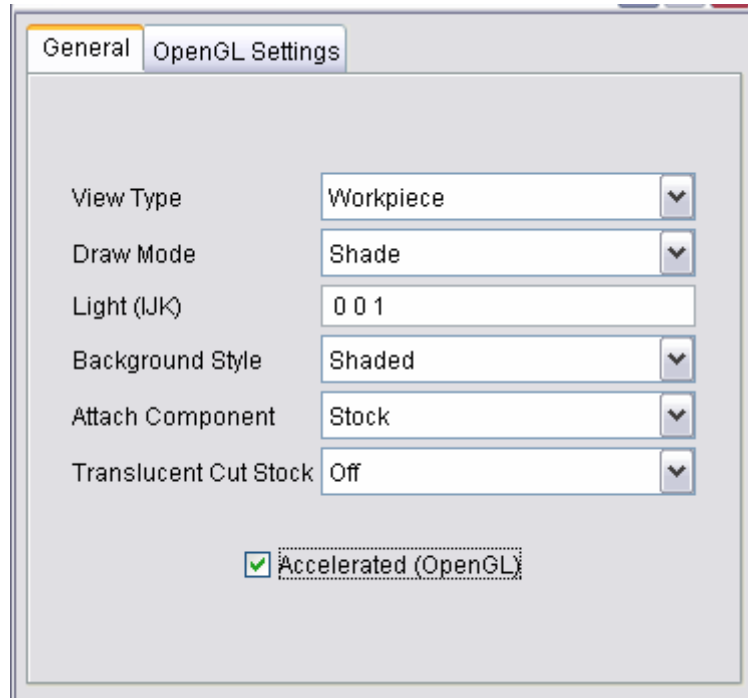 General OpenGL Settings
View Type Workpiece
Draw Mode Shade
Light (IJK) 0 0 1
Background Style Shaded
Attach Component Stock
Translucent Cut Stock Off
Accelerated (OpenGL)